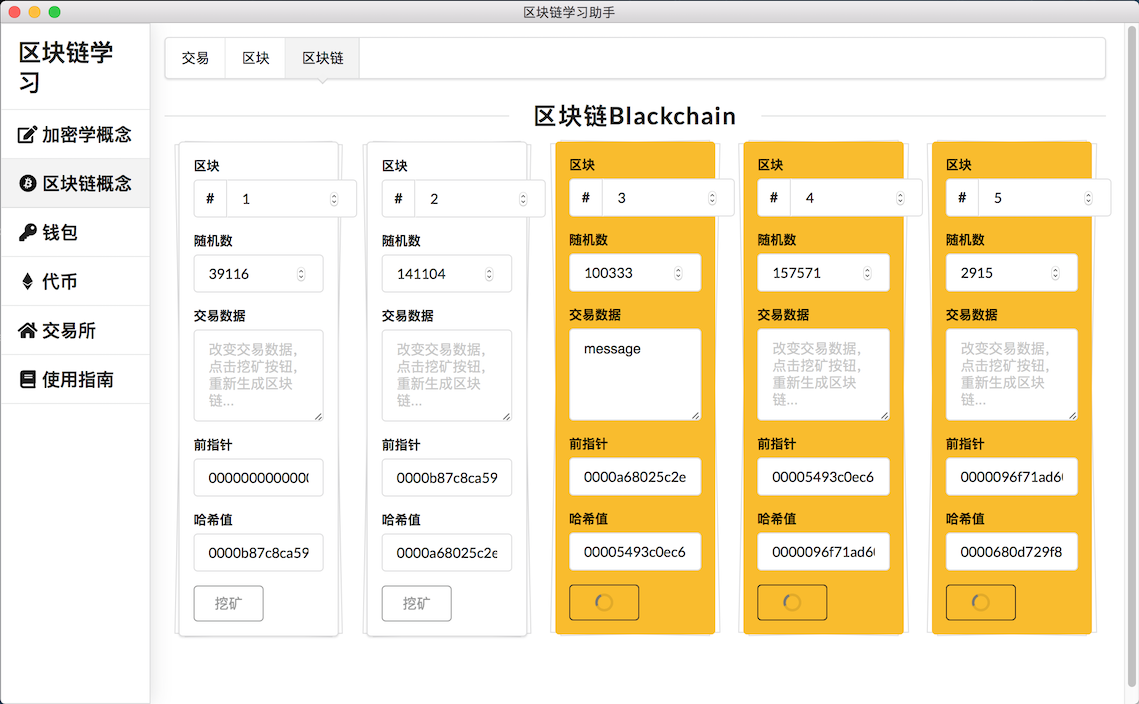 区块链学习助手
区块链学
习
加密学概念
区块链概念
钱包
代币
交易所
使用指南
交易 区块 区块链
区块链Blackchain
区块
# 1
随机数
39116
交易数据
改变交易数据，
点击挖矿按钮，
重新生成区块
链...
前指针
000000000000
哈希值
0000b87c8ca59
挖矿
区块
# 2
随机数
141104
交易数据
改变交易数据，
点击挖矿按钮，
重新生成区块
链...
前指针
0000b87c8ca59
哈希值
0000a68025c2e
挖矿
区块
# 3
随机数
100333
交易数据
message
前指针
0000a68025c2e
哈希值
00005493c0ec6
区块
# 4
随机数
157571
交易数据
改变交易数据，
点击挖矿按钮，
重新生成区块
链...
前指针
00005493c0ec6
哈希值
0000096f71ad6
区块
# 5
随机数
2915
交易数据
改变交易数据，
点击挖矿按钮，
重新生成区块
链...
前指针
0000096f71ad6
哈希值
0000680d729f8